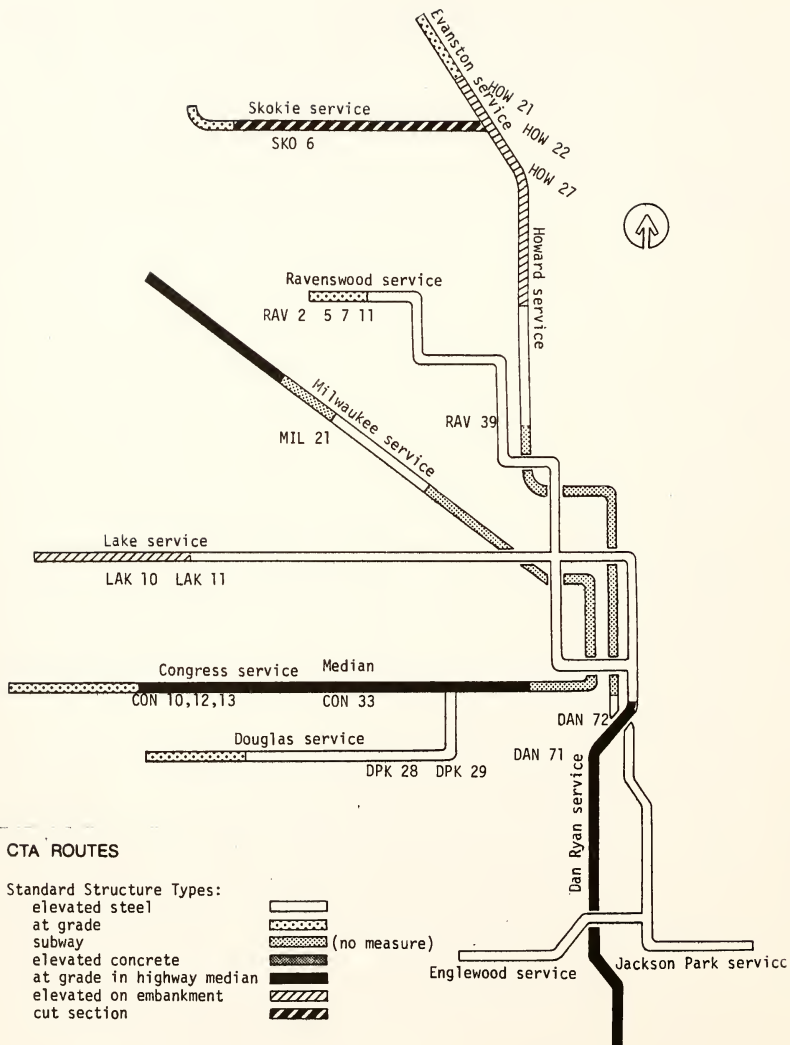 Evanston service
HOW 21
HOW 22
HOW 27
Skokie service
SKO 6
Howard service
Ravenswood service
RAV 2 5 7 11
Milwaukee service
MIL 21
RAV 39
Lake service
LAK 10 LAK 11
Congress service Median
CON 10,12,13 CON 33
DAN 72
Douglas service
DPK 28 DPK 29
DAN 71
Dan Ryan service
CTA ROUTES
Standard Structure Types:
elevated steel
at grade
subway (no measure)
elevated concrete
at grade in highway median
elevated on embankment
cut section
Englewood service
Jackson Park servicc